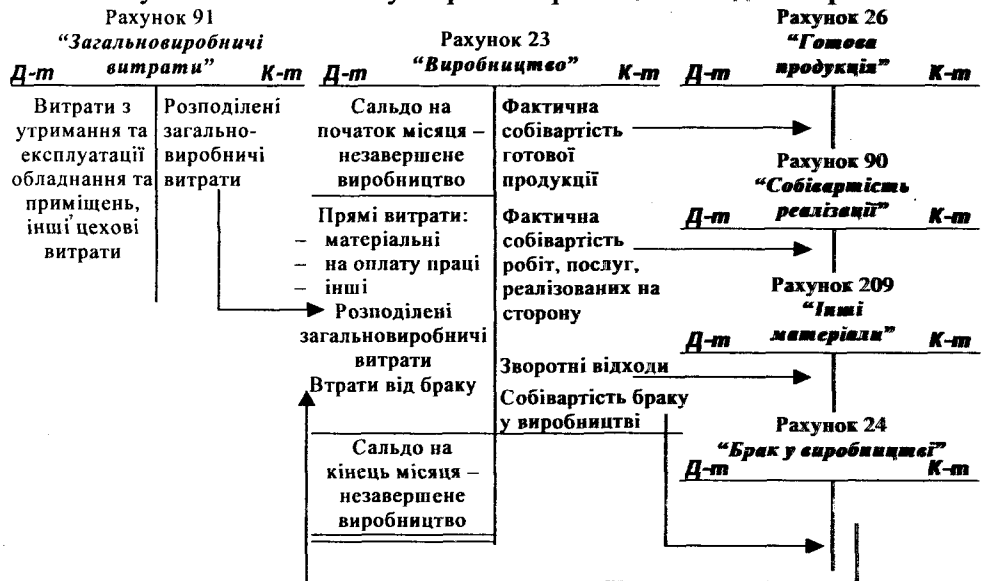 Рахунок 91
“Загальновиробничі
витрати”
Д-т К-т
Витрати з
утримання та
експлуатації
обладнання та
приміщень,
інші цехові
витрати
Розподілені
загально-
виробничі
витрати
Рахунок 23
“Виробництво”
Д-т К-т
Сальдо на
початок місяця –
незавершене
виробництво
Прямі витрати:
– матеріальні
– на оплату праці
– інші
Розподілені
загальновиробничі
витрати
Втрати від браку
Сальдо на
кінець місяця –
незавершене
виробництво
Фактична
собівартість
готової
продукції
Фактична
собівартість
робіт, послуг,
реалізованих на
сторону
Зворотні відходи
Собівартість браку
у виробництві
Рахунок 26
“Готова
продукція”
Д-т К-т
Рахунок 90
“Собівартість
реалізації”
Д-т К-т
Рахунок 209
“Інші
матеріали”
Д-т К-т
Рахунок 24
“Брак у виробництві”
Д-т К-т